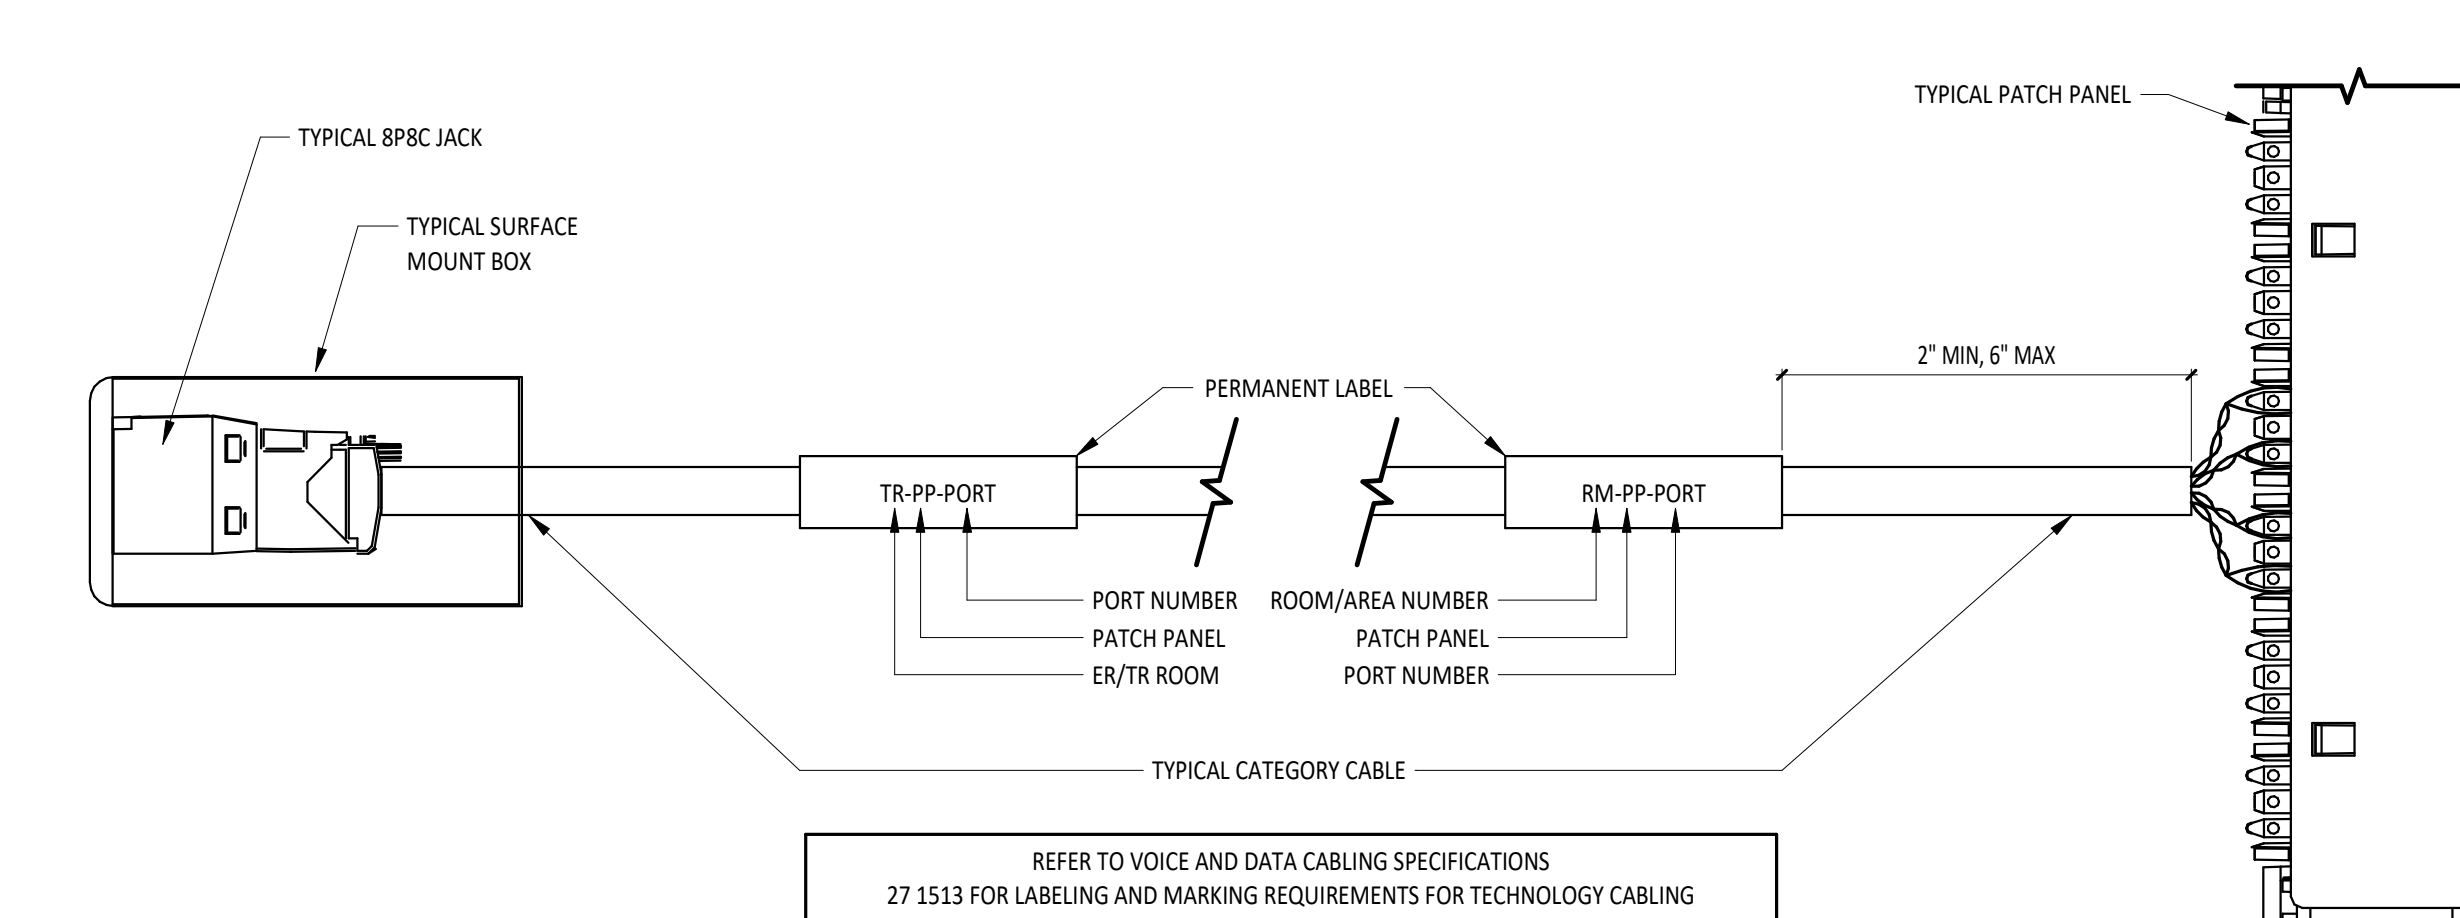 TYPICAL PATCH PANEL
TYPICAL 8P8C JACK
TYPICAL SURFACE
MOUNT BOX
2" MIN, 6" MAX
PERMANENT LABEL
TR-PP-PORT
RM-PP-PORT
PORT NUMBER
PATCH PANEL
ER/TR ROOM
ROOM/AREA NUMBER
PATCH PANEL
PORT NUMBER
TYPICAL CATEGORY CABLE
REFER TO VOICE AND DATA CABLING SPECIFICATIONS
27 1513 FOR LABELING AND MARKING REQUIREMENTS FOR TECHNOLOGY CABLING